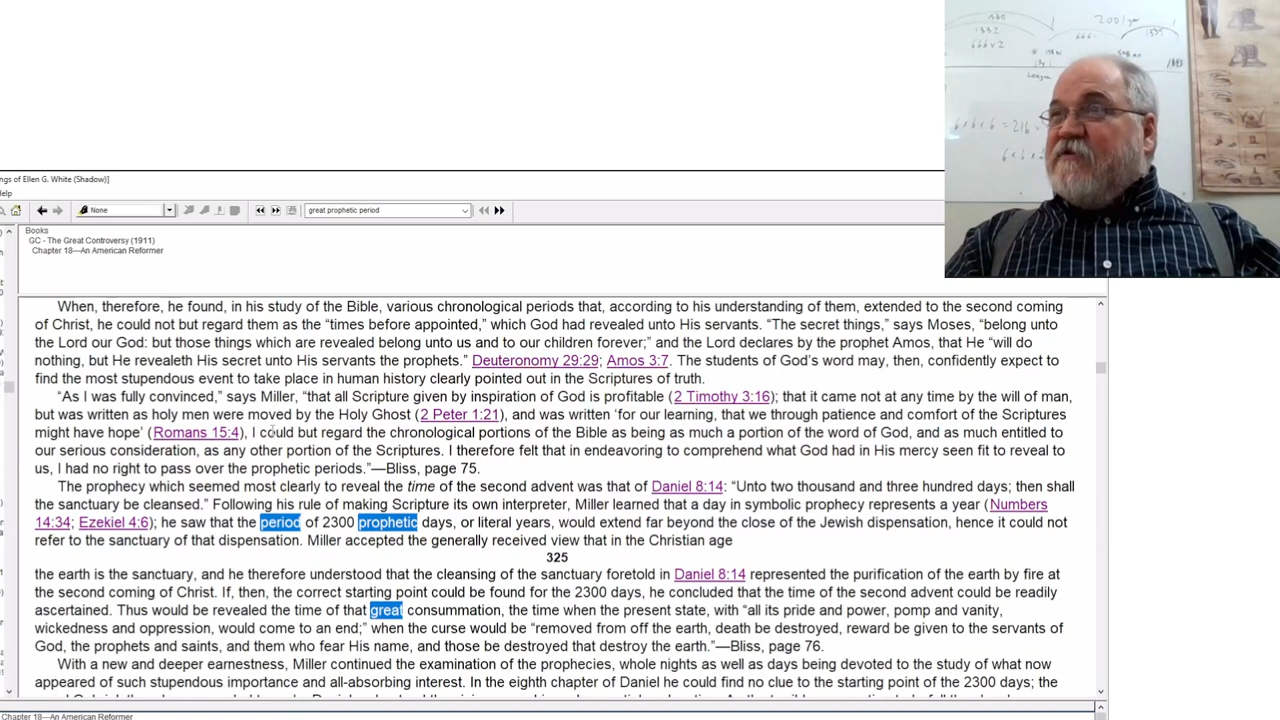 ngs of Ellen G. White (Shadow)]
Help
None
great prophetic period
Books
GC - The Great Controversy (1911)
Chapter 18—An American Reformer
When, therefore, he found, in his study of the Bible, various chronological periods that, according to his understanding of them, extended to the second coming
of Christ, he could not but regard them as the “times before appointed,” which God had revealed unto His servants. “The secret things,” says Moses, “belong unto
the Lord our God: but those things which are revealed belong unto us and to our children forever;” and the Lord declares by the prophet Amos, that He “will do
nothing, but He revealeth His secret unto His servants the prophets.” Deuteronomy 29:29; Amos 3:7. The students of God’s word may, then, confidently expect to
find the most stupendous event to take place in human history clearly pointed out in the Scriptures of truth.
“As I was fully convinced,” says Miller, “that all Scripture given by inspiration of God is profitable (2 Timothy 3:16); that it came not at any time by the will of man,
but was written as holy men were moved by the Holy Ghost (2 Peter 1:21), and was written ‘for our learning, that we through patience and comfort of the Scriptures
might have hope’ (Romans 15:4), I could but regard the chronological portions of the Bible as being as much a portion of the word of God, and as much entitled to
our serious consideration, as any other portion of the Scriptures. I therefore felt that in endeavoring to comprehend what God had in His mercy seen fit to reveal to
us, I had no right to pass over the prophetic periods.”—Bliss, page 75.
The prophecy which seemed most clearly to reveal the time of the second advent was that of Daniel 8:14: “Unto two thousand and three hundred days; then shall
the sanctuary be cleansed.” Following his rule of making Scripture its own interpreter, Miller learned that a day in symbolic prophecy represents a year (Numbers
14:34; Ezekiel 4:6); he saw that the period of 2300 prophetic days, or literal years, would extend far beyond the close of the Jewish dispensation, hence it could not
refer to the sanctuary of that dispensation. Miller accepted the generally received view that in the Christian age
325
the earth is the sanctuary, and he therefore understood that the cleansing of the sanctuary foretold in Daniel 8:14 represented the purification of the earth by fire at
the second coming of Christ. If, then, the correct starting point could be found for the 2300 days, he concluded that the time of the second advent could be readily
ascertained. Thus would be revealed the time of that great consummation, the time when the present state, with “all its pride and power, pomp and vanity,
wickedness and oppression, would come to an end;” when the curse would be “removed from off the earth, death be destroyed, reward be given to the servants of
God, the prophets and saints, and them who fear His name, and those be destroyed that destroy the earth.”—Bliss, page 76.
With a new and deeper earnestness, Miller continued the examination of the prophecies, whole nights as well as days being devoted to the study of what now
appeared of such stupendous importance and all-absorbing interest. In the eighth chapter of Daniel he could find no clue to the starting point of the 2300 days; the
Chapter 18—An American Reformer
1332
666x2
666
6x6x6 = 216